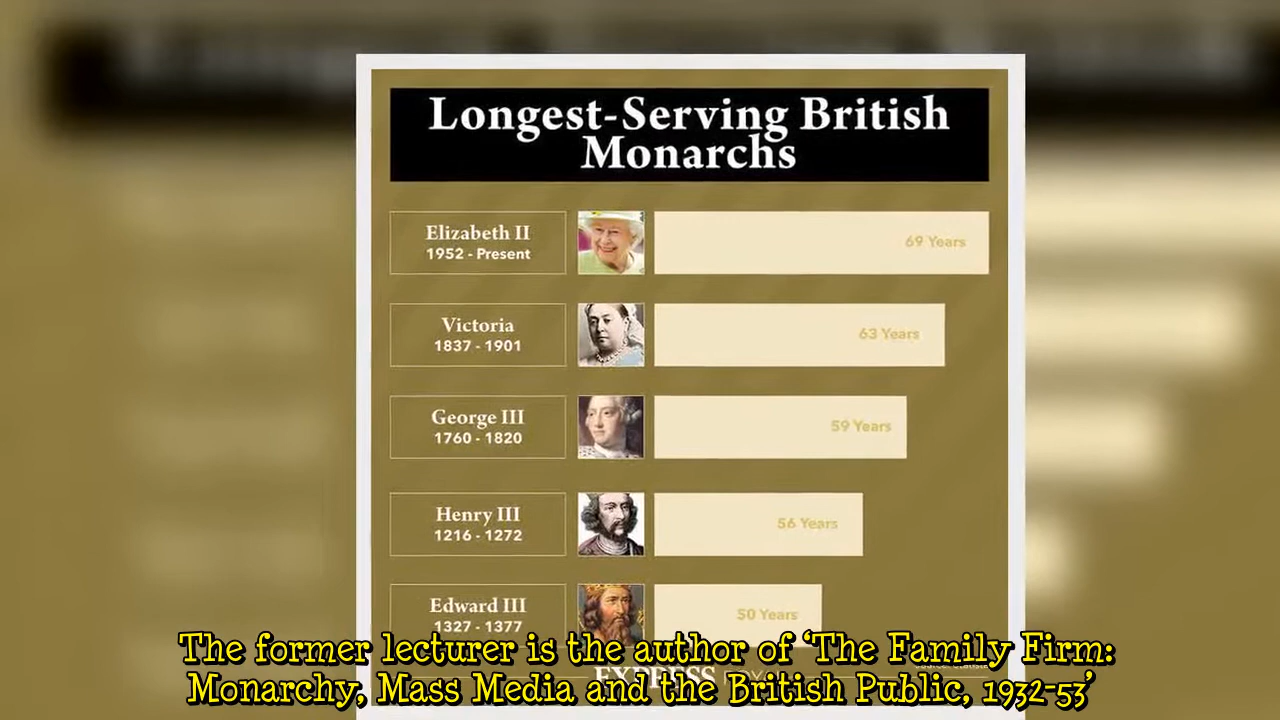 Longest-Serving British
Monarchs
Elizabeth II
1952 - Present
69 Years
Victoria
1837 - 1901
63 Years
George III
1760 - 1820
59 Years
Henry III
1216 - 1272
56 Years
Edward III
1327 - 1377
50 Years
The former lecturer is the author of ‘The Family Firm:
EXPRESS
Monarchy, Mass Media and the British Public, 1932-53’